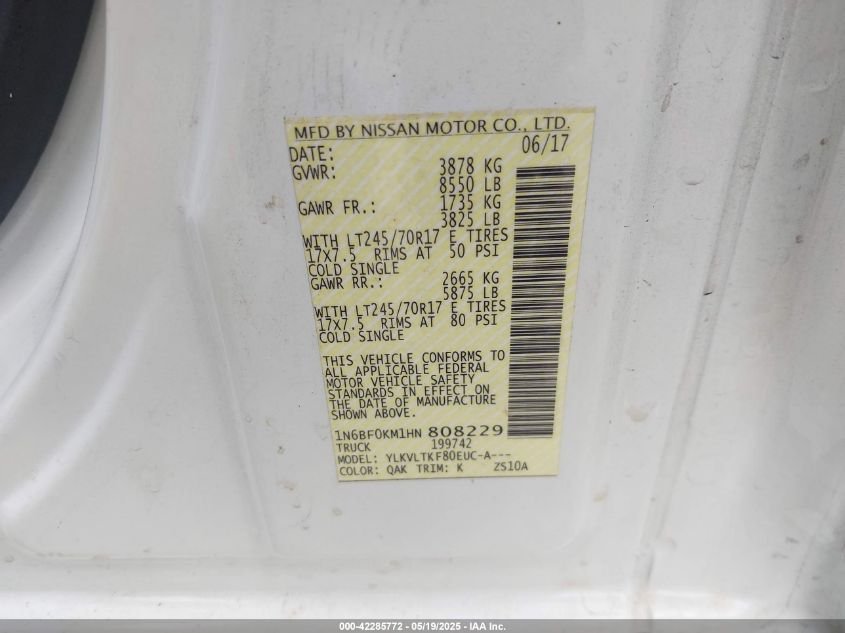 MFD BY NISSAN MOTOR CO., LTD.
DATE: 06/17
GVWR: 3878 KG
8550 LB
GAWR FR.: 1735 KG
3825 LB
WITH LT245/70R17 E TIRES
17X7.5 RIMS AT 50 PSI
COLD SINGLE
GAWR RR.: 2665 KG
5875 LB
WITH LT245/70R17 E TIRES
17X7.5 RIMS AT 80 PSI
COLD SINGLE
THIS VEHICLE CONFORMS TO
ALL APPLICABLE FEDERAL
MOTOR VEHICLE SAFETY
STANDARDS IN EFFECT ON
THE DATE OF MANUFACTURE
SHOWN ABOVE.
1N6BF0KM1HN 808229
TRUCK 199742
MODEL: YLKVLTKF80EUC-A---
COLOR: QAK TRIM: K ZS10A
000-42285772 | 05/19/2025 - IAA Inc.